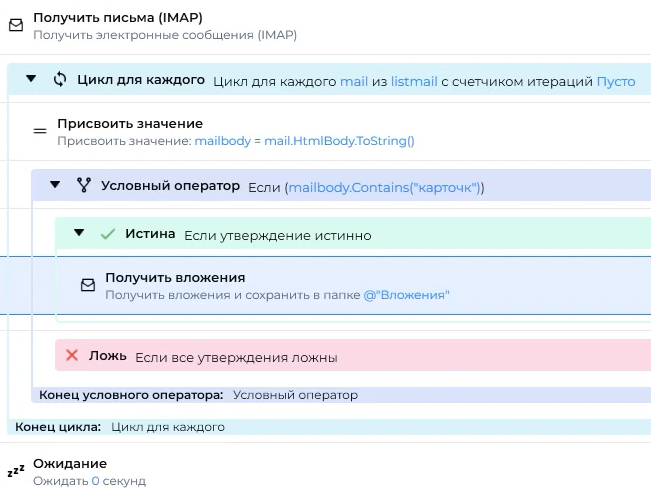 Получить письма (IMAP)
Получить электронные сообщения (IMAP)
Цикл для каждого Цикл для каждого mail из listmail с счетчиком итераций Пусто
Присвоить значение
Присвоить значение: mailbody = mail.HtmlBody.ToString()
Условный оператор Если (mailbody.Contains("карточк"))
Истина Если утверждение истинно
Получить вложения
Получить вложения и сохранить в папке @"Вложения"
Ложь Если все утверждения ложны
Конец условного оператора: Условный оператор
Конец цикла: Цикл для каждого
zzz Ожидание
Ожидать 0 секунд